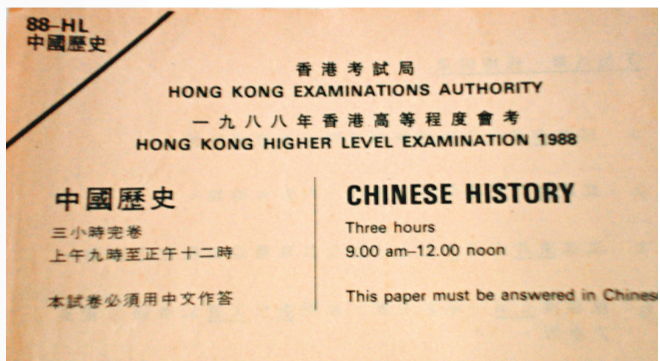 88–HL
中國歷史
香港考試局
HONG KONG EXAMINATIONS AUTHORITY
一九八八年香港高等程度會考
HONG KONG HIGHER LEVEL EXAMINATION 1988
中國歷史
三小時完卷
上午九時至正午十二時
本試卷必須用中文作答
CHINESE HISTORY
Three hours
9.00 am–12.00 noon
This paper must be answered in Chinese